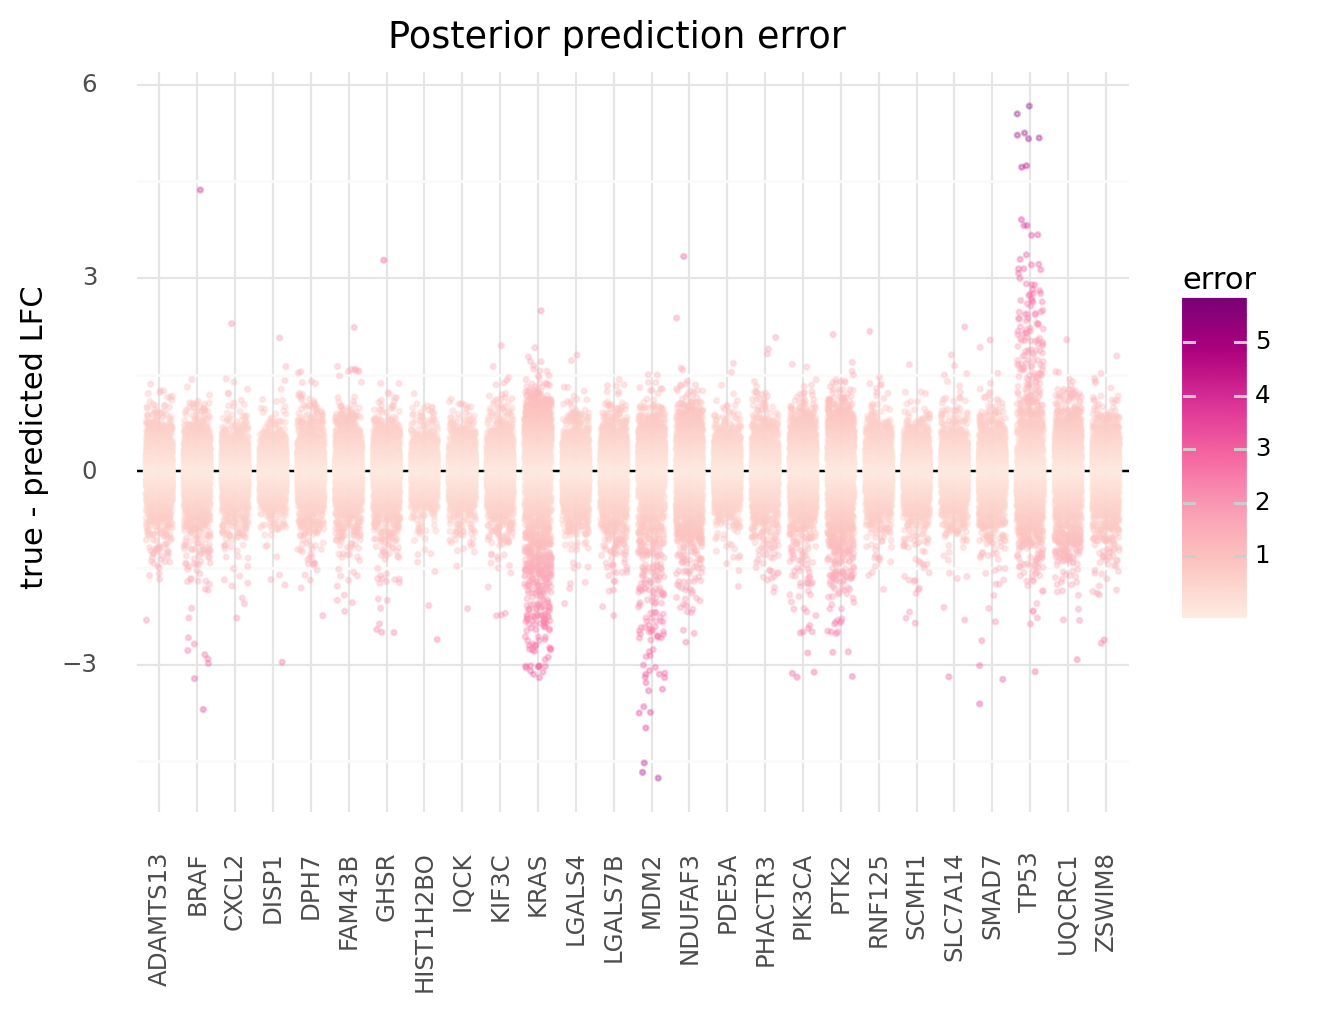 Posterior prediction error
true - predicted LFC
6
3
0
−3
ADAMTS13
BRAF
CXCL2
DISP1
DPH7
FAM43B
GHSR
HIST1H2BO
IQCK
KIF3C
KRAS
LGALS4
LGALS7B
MDM2
NDUFAF3
PDE5A
PHACTR3
PIK3CA
PTK2
RNF125
SCMH1
SLC7A14
SMAD7
TP53
UQCRC1
ZSWIM8
error
5
4
3
2
1